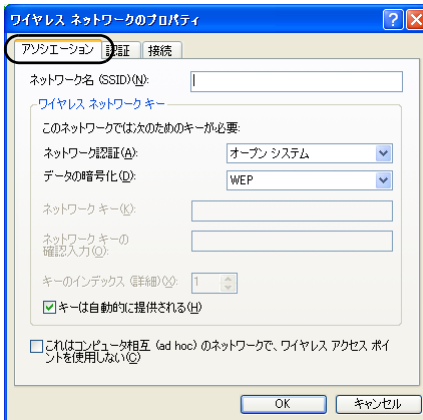 ワイヤレス ネットワークのプロパティ
アソシエーション 認証 接続
ネットワーク名 (SSID)(N):
ワイヤレス ネットワーク キー
このネットワークでは次のためのキーが必要:
ネットワーク認証(A): オープン システム
データの暗号化(D): WEP
ネットワーク キー(K):
ネットワーク キーの
確認入力(O):
キーのインデックス (詳細)(X): 1
キーは自動的に提供される(H)
これはコンピュータ相互 (ad hoc) のネットワークで、ワイヤレス アクセス ポイ
ントを使用しない(C)
OK キャンセル